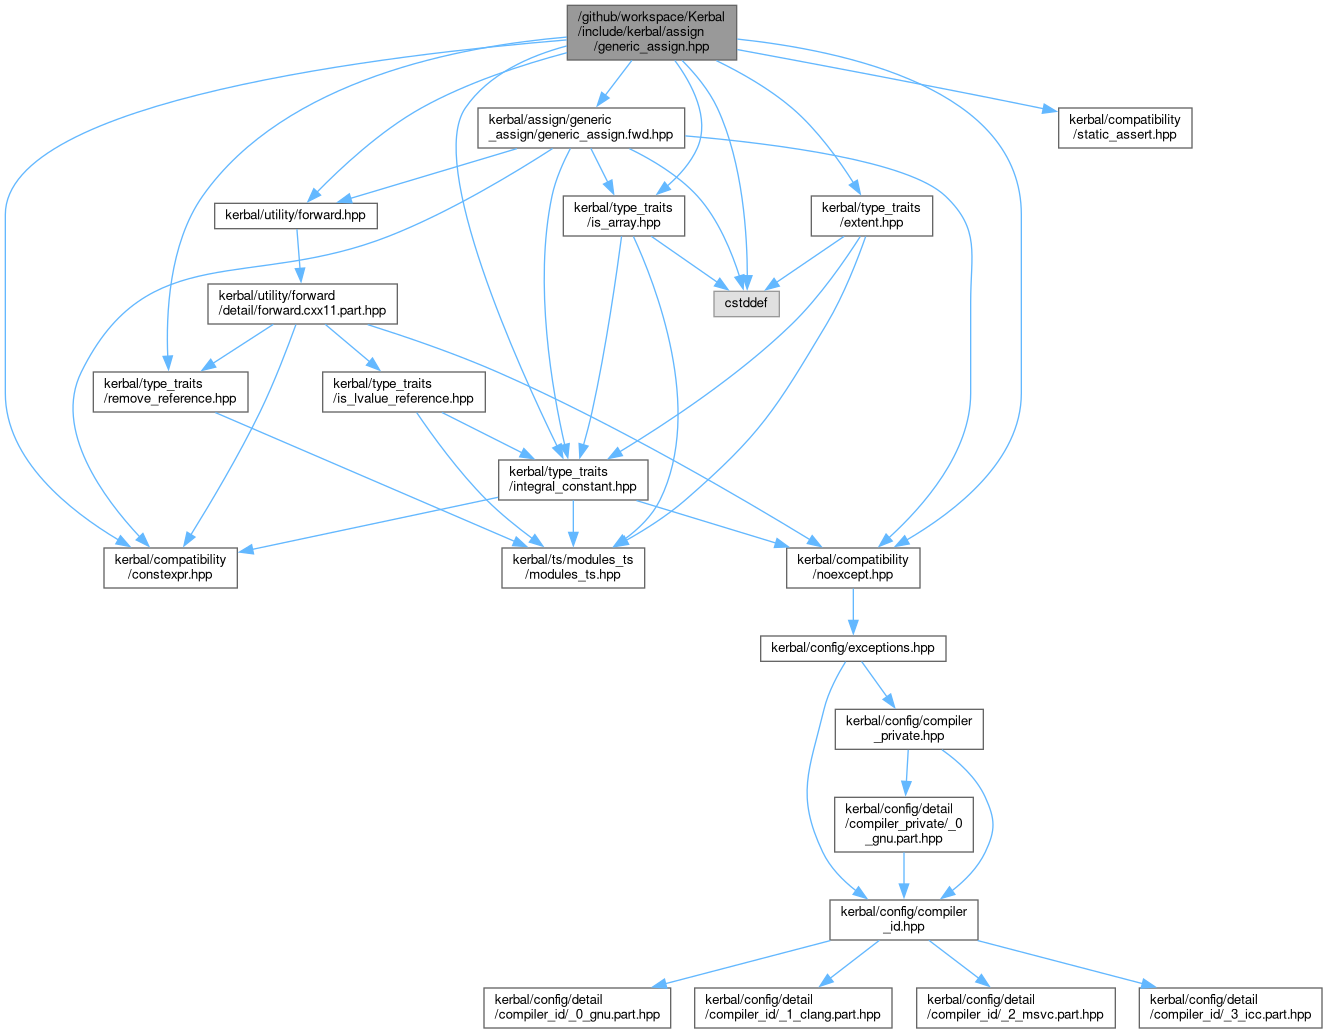 /github/workspace/Kerbal
/include/kerbal/assign
/generic_assign.hpp
kerbal/assign/generic
_assign/generic_assign.fwd.hpp
kerbal/compatibility
/static_assert.hpp
kerbal/utility/forward.hpp
kerbal/type_traits
/is_array.hpp
kerbal/type_traits
/extent.hpp
kerbal/utility/forward
/detail/forward.cxx11.part.hpp
cstddef
kerbal/type_traits
/remove_reference.hpp
kerbal/type_traits
/is_lvalue_reference.hpp
kerbal/type_traits
/integral_constant.hpp
kerbal/compatibility
/constexpr.hpp
kerbal/ts/modules_ts
/modules_ts.hpp
kerbal/compatibility
/noexcept.hpp
kerbal/config/exceptions.hpp
kerbal/config/compiler
_private.hpp
kerbal/config/detail
/compiler_private/_0
_gnu.part.hpp
kerbal/config/compiler
_id.hpp
kerbal/config/detail
/compiler_id/_0_gnu.part.hpp
kerbal/config/detail
/compiler_id/_1_clang.part.hpp
kerbal/config/detail
/compiler_id/_2_msvc.part.hpp
kerbal/config/detail
/compiler_id/_3_icc.part.hpp